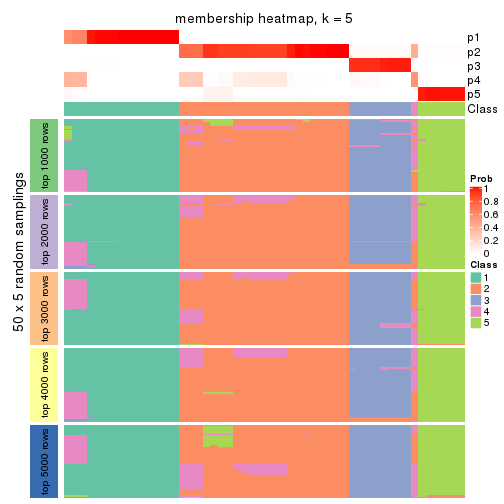 membership heatmap, k = 5
p1
p2
p3
p4
p5
Class
50 x 5 random samplings
top 1000 rows
top 2000 rows
top 3000 rows
top 4000 rows
top 5000 rows
Prob
1
0.8
0.6
0.4
0.2
0
Class
1
2
3
4
5